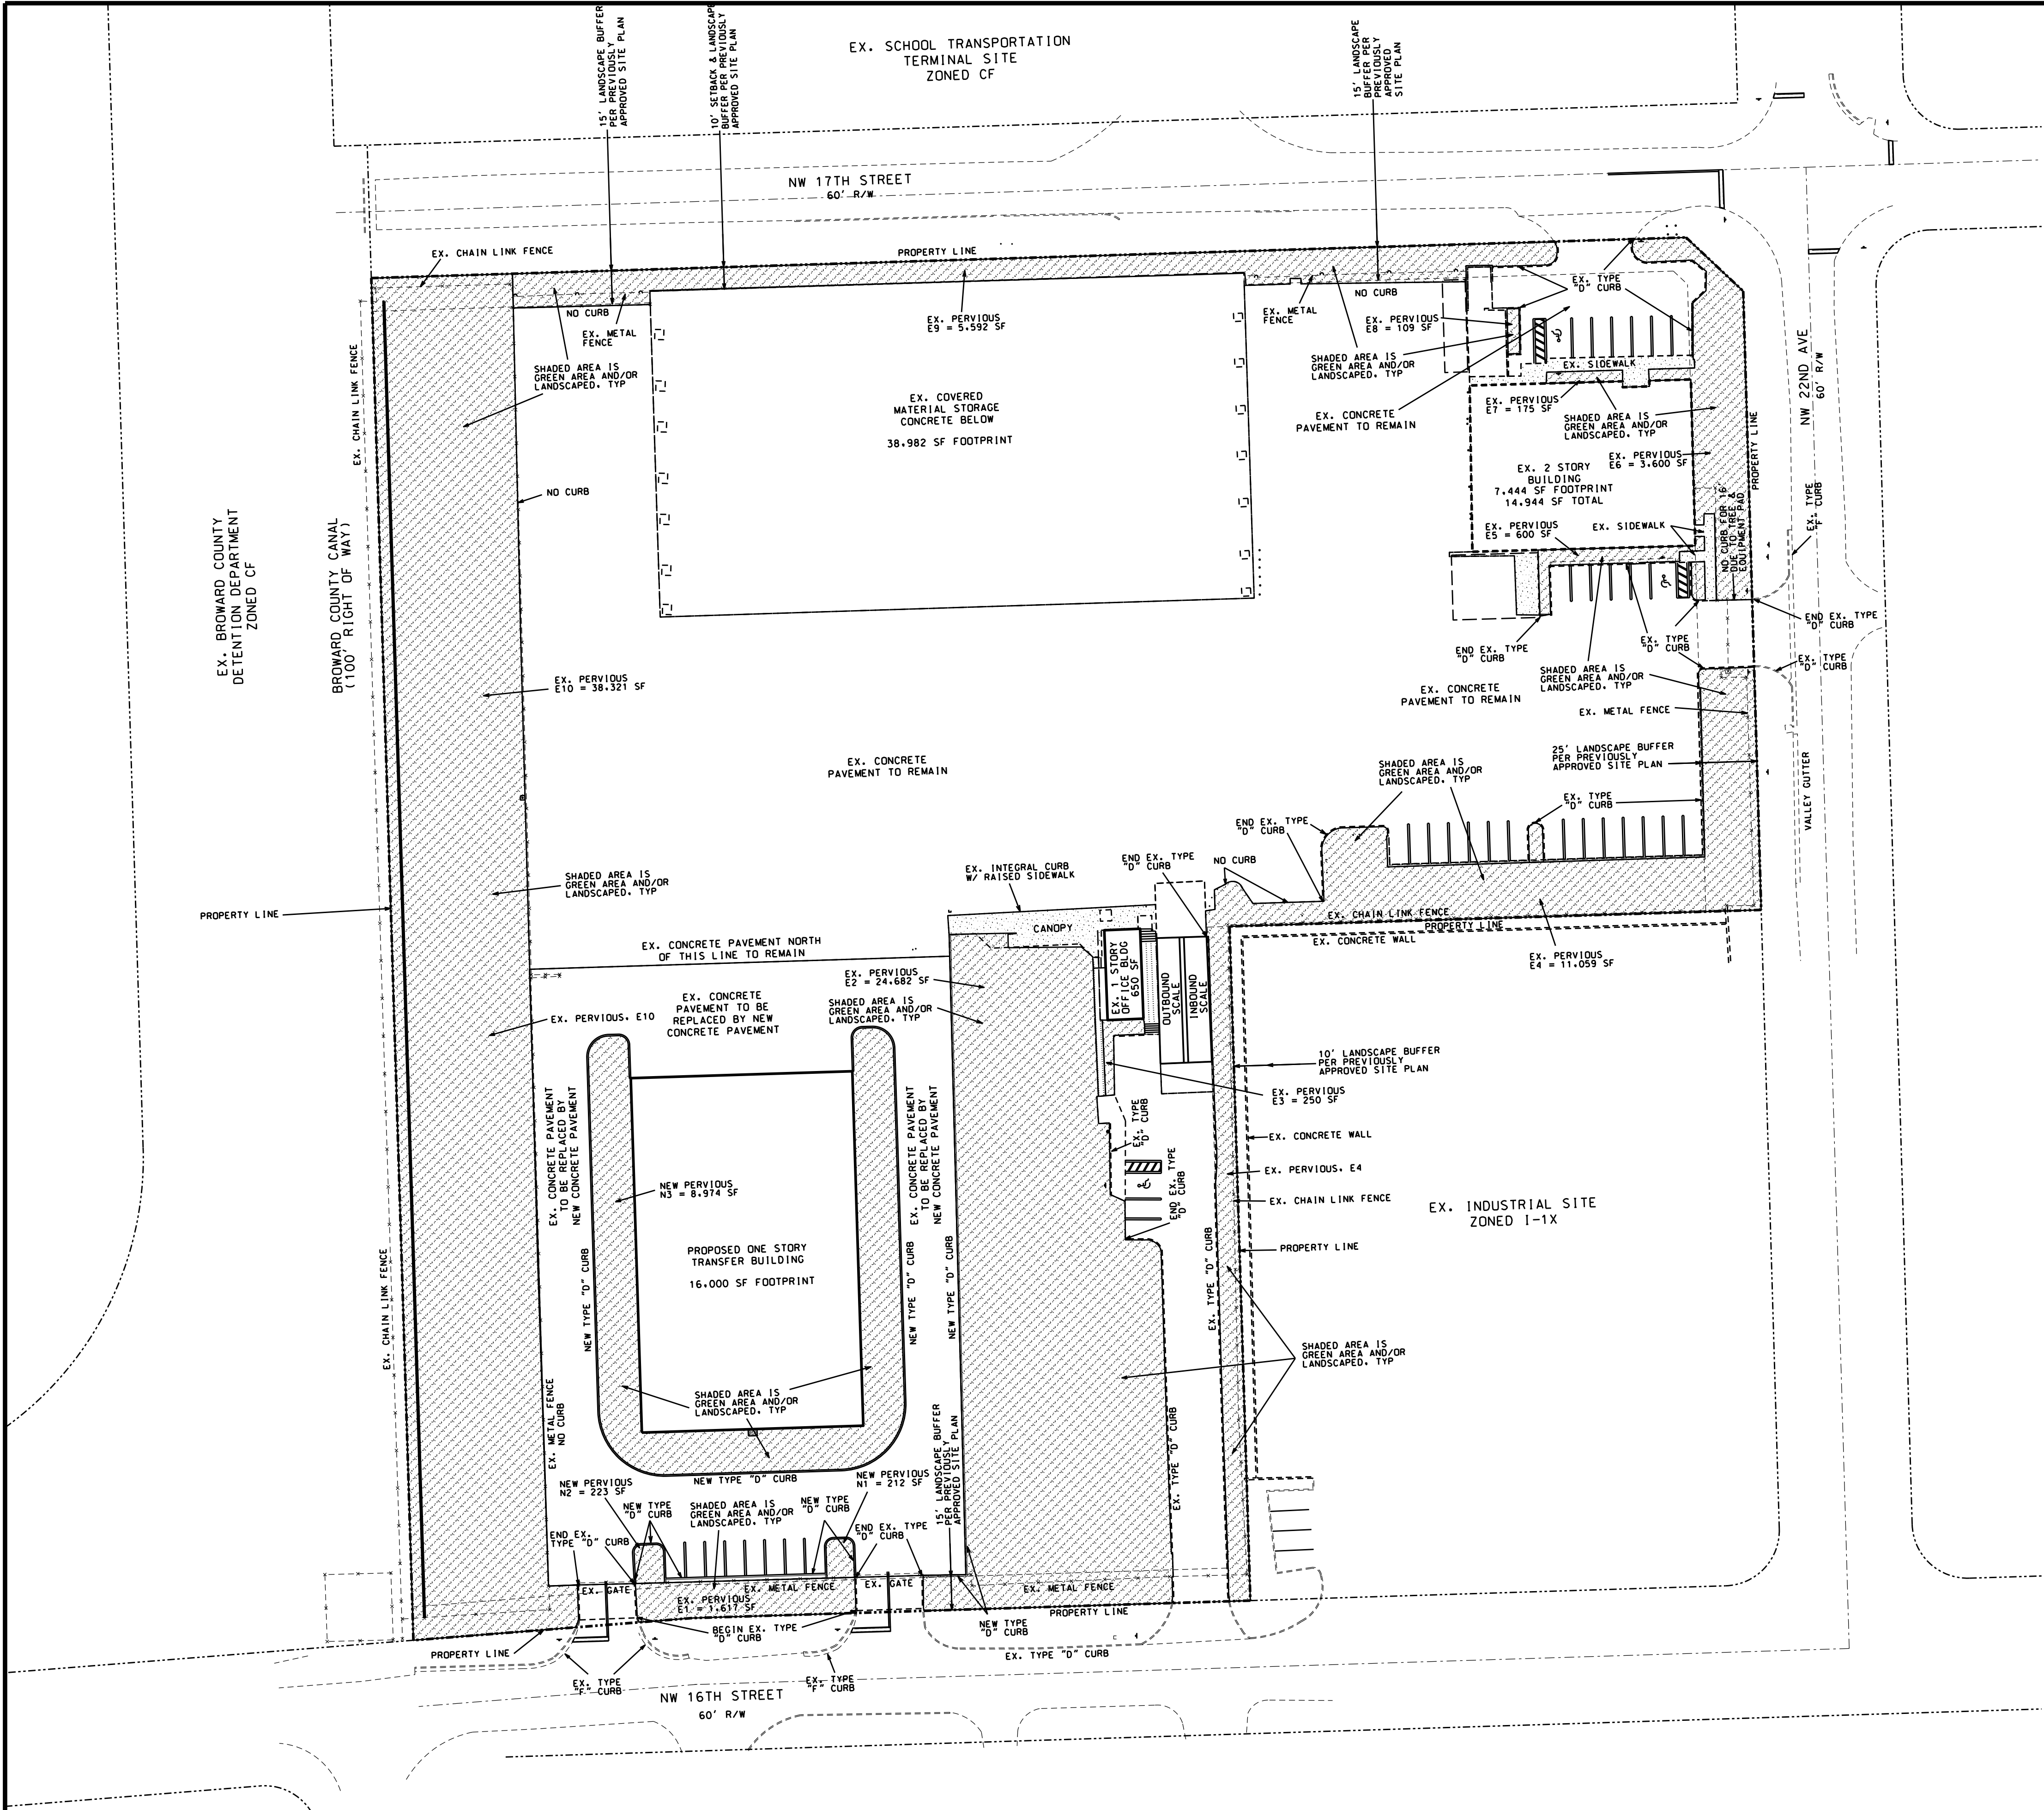 15' LANDSCAPE BUFFER
PER PREVIOUSLY
APPROVED SITE PLAN
10' SETBACK & LANDSCAPE
BUFFER PER PREVIOUSLY
APPROVED SITE PLAN
EX. SCHOOL TRANSPORTATION
TERMINAL SITE
ZONED CF
15' LANDSCAPE
BUFFER PER
PREVIOUSLY
APPROVED
SITE PLAN
NW 17TH STREET
60' R/W
EX. CHAIN LINK FENCE
PROPERTY LINE
NO CURB
EX. METAL
FENCE
SHADED AREA IS
GREEN AREA AND/OR
LANDSCAPED, TYP
EX. PERVIOUS
E9 = 5,592 SF
EX. METAL
FENCE
NO CURB
EX. PERVIOUS
E8 = 109 SF
EX. TYPE
"D" CURB
SHADED AREA IS
GREEN AREA AND/OR
LANDSCAPED, TYP
EX. SIDEWALK
EX. CHAIN LINK FENCE
EX. COVERED
MATERIAL STORAGE
CONCRETE BELOW
38,982 SF FOOTPRINT
EX. CONCRETE
PAVEMENT TO REMAIN
EX. PERVIOUS
E7 = 175 SF
SHADED AREA IS
GREEN AREA AND/OR
LANDSCAPED, TYP
NW 22ND AVE
60' R/W
PROPERTY LINE
EX. PERVIOUS
E6 = 3,600 SF
EX. 2 STORY
BUILDING
7,444 SF FOOTPRINT
14,944 SF TOTAL
NO CURB
EX. PERVIOUS
E5 = 600 SF
EX. SIDEWALK
NO CURB FOR 16'
DUE TO TREE &
EQUIPMENT PAD
EX. TYPE
"F" CURB
EX. BROWARD COUNTY
DETENTION DEPARTMENT
ZONED CF
BROWARD COUNTY CANAL
(100' RIGHT OF WAY)
END EX. TYPE
"D" CURB
EX. TYPE
"D" CURB
END EX. TYPE
"D" CURB
EX. TYPE
"D" CURB
SHADED AREA IS
GREEN AREA AND/OR
LANDSCAPED, TYP
EX. PERVIOUS
E10 = 38,321 SF
EX. CONCRETE
PAVEMENT TO REMAIN
EX. METAL FENCE
25' LANDSCAPE BUFFER
PER PREVIOUSLY
APPROVED SITE PLAN
VALLEY GUTTER
EX. CONCRETE
PAVEMENT TO REMAIN
SHADED AREA IS
GREEN AREA AND/OR
LANDSCAPED, TYP
EX. TYPE
"D" CURB
END EX. TYPE
"D" CURB
END EX. TYPE
"D" CURB
NO CURB
EX. INTEGRAL CURB
W/ RAISED SIDEWALK
SHADED AREA IS
GREEN AREA AND/OR
LANDSCAPED, TYP
PROPERTY LINE
EX. CHAIN LINK FENCE
PROPERTY LINE
EX. CONCRETE WALL
CANOPY
EX. CONCRETE PAVEMENT NORTH
OF THIS LINE TO REMAIN
EX. PERVIOUS
E4 = 11,059 SF
EX. PERVIOUS
E2 = 24,682 SF
SHADED AREA IS
GREEN AREA AND/OR
LANDSCAPED, TYP
EX. CONCRETE
PAVEMENT TO BE
REPLACED BY NEW
CONCRETE PAVEMENT
EX. PERVIOUS, E10
EX. 1 STORY
OFFICE BLDG
650 SF
OUTBOUND
SCALE
INBOUND
SCALE
10' LANDSCAPE BUFFER
PER PREVIOUSLY
APPROVED SITE PLAN
EX. PERVIOUS
E3 = 250 SF
EX. TYPE
"D" CURB
EX. CONCRETE WALL
EX. PERVIOUS, E4
END EX. TYPE
"D" CURB
EX. CHAIN LINK FENCE
EX. INDUSTRIAL SITE
ZONED I-1X
PROPERTY LINE
EX. TYPE "D" CURB
EX. CONCRETE PAVEMENT
TO BE REPLACED BY
NEW CONCRETE PAVEMENT
NEW PERVIOUS
N3 = 8,974 SF
EX. CONCRETE PAVEMENT
TO BE REPLACED BY
NEW CONCRETE PAVEMENT
NEW TYPE "D" CURB
PROPOSED ONE STORY
TRANSFER BUILDING
16,000 SF FOOTPRINT
NEW TYPE "D" CURB
NEW TYPE "D" CURB
EX. CHAIN LINK FENCE
SHADED AREA IS
GREEN AREA AND/OR
LANDSCAPED, TYP
SHADED AREA IS
GREEN AREA AND/OR
LANDSCAPED, TYP
EX. METAL FENCE
NO CURB
15' LANDSCAPE BUFFER
PER PREVIOUSLY
APPROVED SITE PLAN
EX. TYPE "D" CURB
NEW TYPE "D" CURB
NEW PERVIOUS
N2 = 223 SF
NEW PERVIOUS
N1 = 212 SF
NEW TYPE
"D" CURB
SHADED AREA IS
GREEN AREA AND/OR
LANDSCAPED, TYP
NEW TYPE
"D" CURB
END EX.
TYPE "D" CURB
END EX. TYPE
"D" CURB
EX. GATE
EX. METAL FENCE
EX. GATE
EX. METAL FENCE
EX. PERVIOUS
E1 = 1,617 SF
PROPERTY LINE
BEGIN EX. TYPE
"D" CURB
NEW TYPE
"D" CURB
PROPERTY LINE
EX. TYPE "D" CURB
EX. TYPE
"F" CURB
EX. TYPE
"F" CURB
NW 16TH STREET
60' R/W